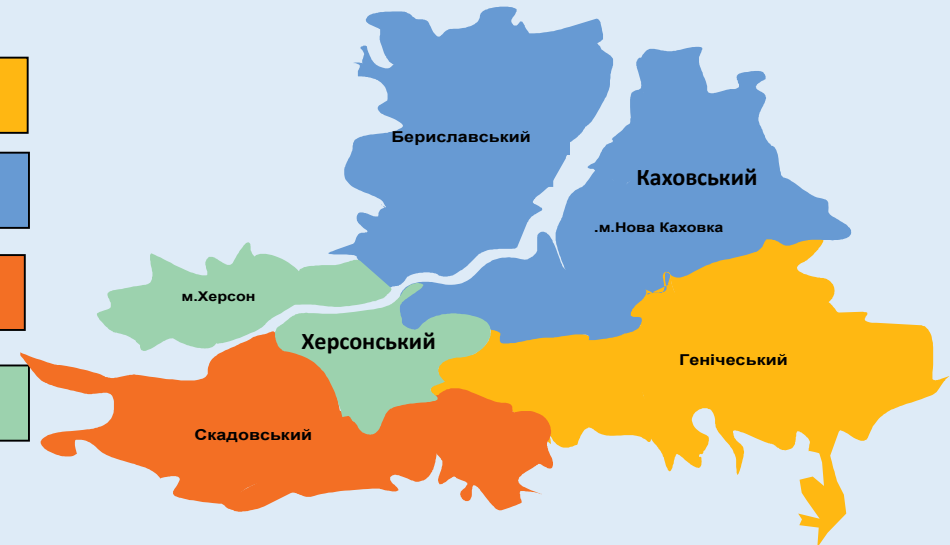 Бериславський
Каховський
.м.Нова Каховка
м.Херсон
Херсонський
Генічеський
Скадовський